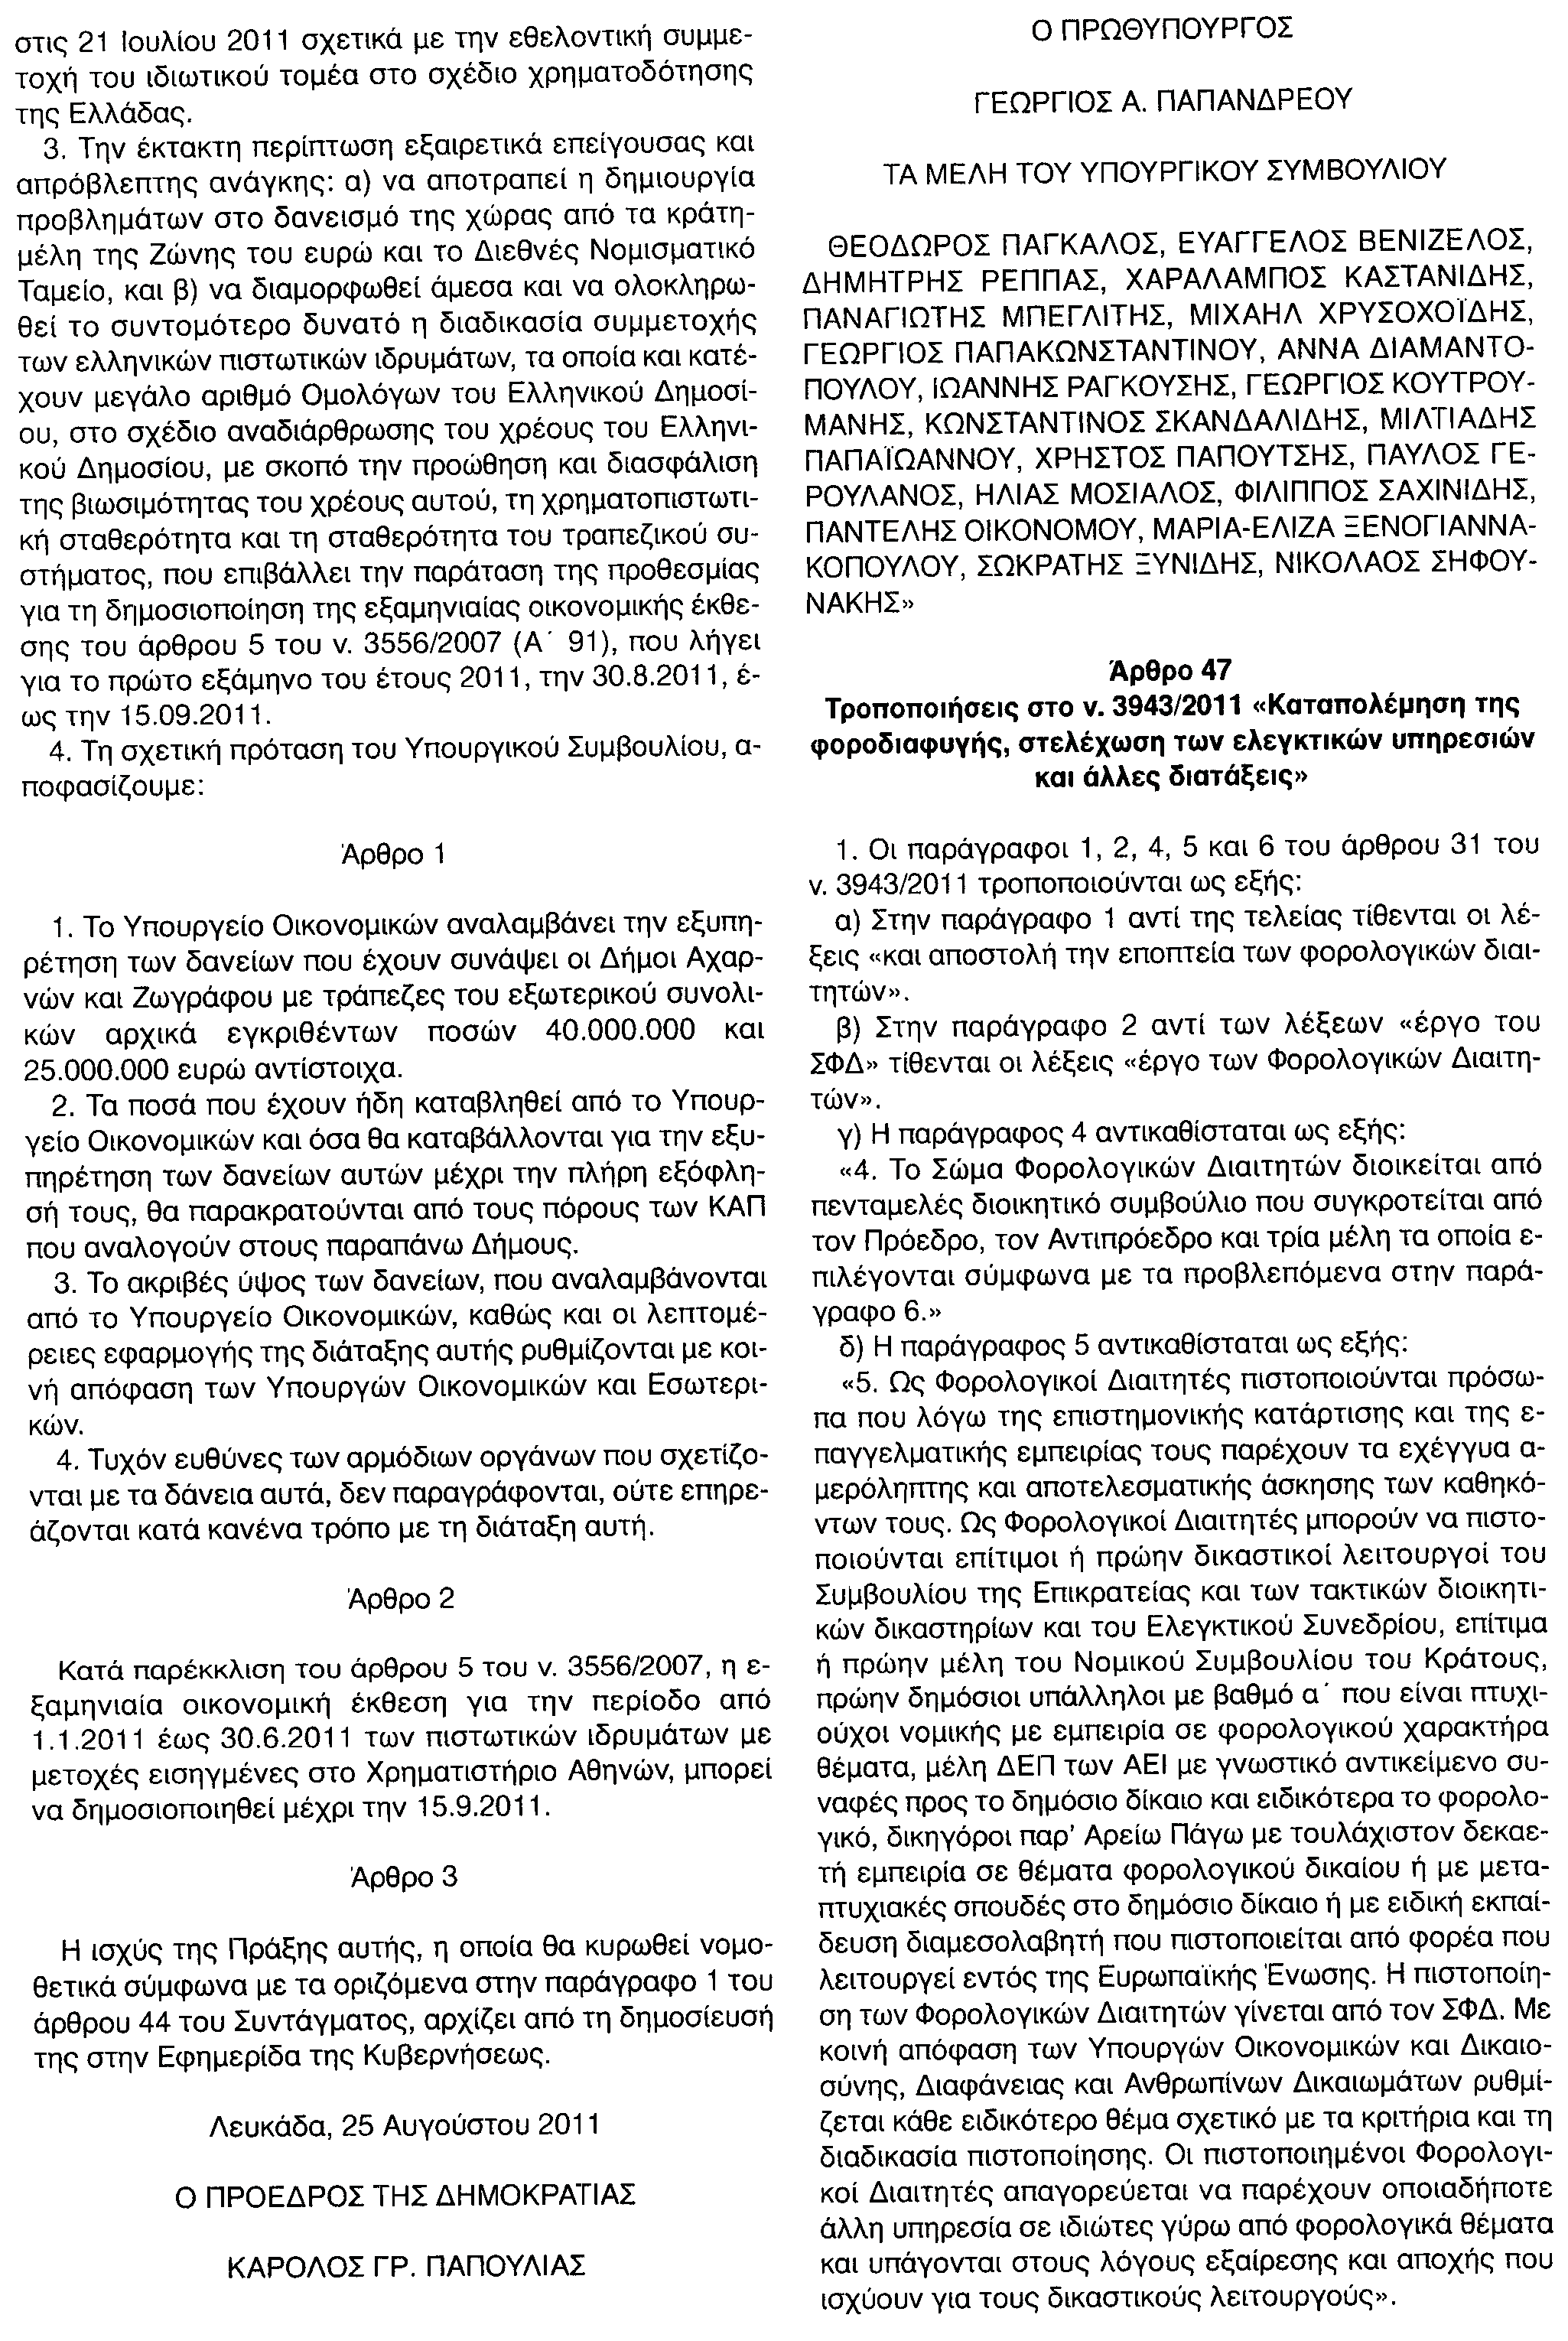 στις 21 Ιουλίου 2011 σχετικά με την εθελοντική συμμε-
τοχή του ιδιωτικού τομέα στο σχέδιο χρηματοδότησης
της Ελλάδας.
3. Την έκτακτη περίπτωση εξαιρετικά επείγουσας και
απρόβλεπτης ανάγκης: α) να αποτραπεί η δημιουργία
προβλημάτων στο δανεισμό της χώρας από τα κράτη-
μέλη της Ζώνης του ευρώ και το Διεθνές Νομισματικό
Ταμείο, και β) να διαμορφωθεί άμεσα και να ολοκληρω-
θεί το συντομότερο δυνατό η διαδικασία συμμετοχής
των ελληνικών πιστωτικών ιδρυμάτων, τα οποία και κατέ-
χουν μεγάλο αριθμό Ομολόγων του Ελληνικού Δημοσί-
ου, στο σχέδιο αναδιάρθρωσης του χρέους του Ελληνι-
κού Δημοσίου, με σκοπό την προώθηση και διασφάλιση
της βιωσιμότητας του χρέους αυτού, τη χρηματοπιστωτι-
κή σταθερότητα και τη σταθερότητα του τραπεζικού συ-
στήματος, που επιβάλλει την παράταση της προθεσμίας
για τη δημοσιοποίηση της εξαμηνιαίας οικονομικής έκθε-
σης του άρθρου 5 του ν. 3556/2007 (Α΄ 91), που λήγει
για το πρώτο εξάμηνο του έτους 2011, την 30.8.2011, έ-
ως την 15.09.2011.
4. Τη σχετική πρόταση του Υπουργικού Συμβουλίου, α-
ποφασίζουμε:
Άρθρο 1
1. Το Υπουργείο Οικονομικών αναλαμβάνει την εξυπη-
ρέτηση των δανείων που έχουν συνάψει οι Δήμοι Αχαρ-
νών και Ζωγράφου με τράπεζες του εξωτερικού συνολι-
κών αρχικά εγκριθέντων ποσών 40.000.000 και
25.000.000 ευρώ αντίστοιχα.
2. Τα ποσά που έχουν ήδη καταβληθεί από το Υπουρ-
γείο Οικονομικών και όσα θα καταβάλλονται για την εξυ-
πηρέτηση των δανείων αυτών μέχρι την πλήρη εξόφλη-
σή τους, θα παρακρατούνται από τους πόρους των ΚΑΠ
που αναλογούν στους παραπάνω Δήμους.
3. Το ακριβές ύψος των δανείων, που αναλαμβάνονται
από το Υπουργείο Οικονομικών, καθώς και οι λεπτομέ-
ρειες εφαρμογής της διάταξης αυτής ρυθμίζονται με κοι-
νή απόφαση των Υπουργών Οικονομικών και Εσωτερι-
κών.
4. Τυχόν ευθύνες των αρμόδιων οργάνων που σχετίζο-
νται με τα δάνεια αυτά, δεν παραγράφονται, ούτε επηρε-
άζονται κατά κανένα τρόπο με τη διάταξη αυτή.
Άρθρο 2
Κατά παρέκκλιση του άρθρου 5 του ν. 3556/2007, η ε-
ξαμηνιαία οικονομική έκθεση για την περίοδο από
1.1.2011 έως 30.6.2011 των πιστωτικών ιδρυμάτων με
μετοχές εισηγμένες στο Χρηματιστήριο Αθηνών, μπορεί
να δημοσιοποιηθεί μέχρι την 15.9.2011.
Άρθρο 3
Η ισχύς της Πράξης αυτής, η οποία θα κυρωθεί νομο-
θετικά σύμφωνα με τα οριζόμενα στην παράγραφο 1 του
άρθρου 44 του Συντάγματος, αρχίζει από τη δημοσίευσή
της στην Εφημερίδα της Κυβερνήσεως.
Λευκάδα, 25 Αυγούστου 2011
Ο ΠΡΟΕΔΡΟΣ ΤΗΣ ΔΗΜΟΚΡΑΤΙΑΣ
ΚΑΡΟΛΟΣ ΓΡ. ΠΑΠΟΥΛΙΑΣ
Ο ΠΡΩΘΥΠΟΥΡΓΟΣ
ΓΕΩΡΓΙΟΣ Α. ΠΑΠΑΝΔΡΕΟΥ
ΤΑ ΜΕΛΗ ΤΟΥ ΥΠΟΥΡΓΙΚΟΥ ΣΥΜΒΟΥΛΙΟΥ
ΘΕΟΔΩΡΟΣ ΠΑΓΚΑΛΟΣ, ΕΥΑΓΓΕΛΟΣ ΒΕΝΙΖΕΛΟΣ,
ΔΗΜΗΤΡΗΣ ΡΕΠΠΑΣ, ΧΑΡΑΛΑΜΠΟΣ ΚΑΣΤΑΝΙΔΗΣ,
ΠΑΝΑΓΙΩΤΗΣ ΜΠΕΓΛΙΤΗΣ, ΜΙΧΑΗΛ ΧΡΥΣΟΧΟΪΔΗΣ,
ΓΕΩΡΓΙΟΣ ΠΑΠΑΚΩΝΣΤΑΝΤΙΝΟΥ, ΑΝΝΑ ΔΙΑΜΑΝΤΟ-
ΠΟΥΛΟΥ, ΙΩΑΝΝΗΣ ΡΑΓΚΟΥΣΗΣ, ΓΕΩΡΓΙΟΣ ΚΟΥΤΡΟΥ-
ΜΑΝΗΣ, ΚΩΝΣΤΑΝΤΙΝΟΣ ΣΚΑΝΔΑΛΙΔΗΣ, ΜΙΛΤΙΑΔΗΣ
ΠΑΠΑΪΩΑΝΝΟΥ, ΧΡΗΣΤΟΣ ΠΑΠΟΥΤΣΗΣ, ΠΑΥΛΟΣ ΓΕ-
ΡΟΥΛΑΝΟΣ, ΗΛΙΑΣ ΜΟΣΙΑΛΟΣ, ΦΙΛΙΠΠΟΣ ΣΑΧΙΝΙΔΗΣ,
ΠΑΝΤΕΛΗΣ ΟΙΚΟΝΟΜΟΥ, ΜΑΡΙΑ-ΕΛΙΖΑ ΞΕΝΟΓΙΑΝΝΑ-
ΚΟΠΟΥΛΟΥ, ΣΩΚΡΑΤΗΣ ΞΥΝΙΔΗΣ, ΝΙΚΟΛΑΟΣ ΣΗΦΟΥ-
ΝΑΚΗΣ»
Άρθρο 47
Τροποποιήσεις στο ν. 3943/2011 «Καταπολέμηση της
φοροδιαφυγής, στελέχωση των ελεγκτικών υπηρεσιών
και άλλες διατάξεις»
1. Οι παράγραφοι 1, 2, 4, 5 και 6 του άρθρου 31 του
ν. 3943/2011 τροποποιούνται ως εξής:
α) Στην παράγραφο 1 αντί της τελείας τίθενται οι λέ-
ξεις «και αποστολή την εποπτεία των φορολογικών διαι-
τητών».
β) Στην παράγραφο 2 αντί των λέξεων «έργο του
ΣΦΔ» τίθενται οι λέξεις «έργο των Φορολογικών Διαιτη-
τών».
γ) Η παράγραφος 4 αντικαθίσταται ως εξής:
«4. Το Σώμα Φορολογικών Διαιτητών διοικείται από
πενταμελές διοικητικό συμβούλιο που συγκροτείται από
τον Πρόεδρο, τον Αντιπρόεδρο και τρία μέλη τα οποία ε-
πιλέγονται σύμφωνα με τα προβλεπόμενα στην παρά-
γραφο 6.»
δ) Η παράγραφος 5 αντικαθίσταται ως εξής:
«5. Ως Φορολογικοί Διαιτητές πιστοποιούνται πρόσω-
πα που λόγω της επιστημονικής κατάρτισης και της ε-
παγγελματικής εμπειρίας τους παρέχουν τα εχέγγυα α-
μερόληπτης και αποτελεσματικής άσκησης των καθηκό-
ντων τους. Ως Φορολογικοί Διαιτητές μπορούν να πιστο-
ποιούνται επίτιμοι ή πρώην δικαστικοί λειτουργοί του
Συμβουλίου της Επικρατείας και των τακτικών διοικητι-
κών δικαστηρίων και του Ελεγκτικού Συνεδρίου, επίτιμα
ή πρώην μέλη του Νομικού Συμβουλίου του Κράτους,
πρώην δημόσιοι υπάλληλοι με βαθμό α΄ που είναι πτυχι-
ούχοι νομικής με εμπειρία σε φορολογικού χαρακτήρα
θέματα, μέλη ΔΕΠ των ΑΕΙ με γνωστικό αντικείμενο συ-
ναφές προς το δημόσιο δίκαιο και ειδικότερα το φορολο-
γικό, δικηγόροι παρ’ Αρείω Πάγω με τουλάχιστον δεκαε-
τή εμπειρία σε θέματα φορολογικού δικαίου ή με μετα-
πτυχιακές σπουδές στο δημόσιο δίκαιο ή με ειδική εκπαί-
δευση διαμεσολαβητή που πιστοποιείται από φορέα που
λειτουργεί εντός της Ευρωπαϊκής Ένωσης. Η πιστοποίη-
ση των Φορολογικών Διαιτητών γίνεται από τον ΣΦΔ. Με
κοινή απόφαση των Υπουργών Οικονομικών και Δικαιο-
σύνης, Διαφάνειας και Ανθρωπίνων Δικαιωμάτων ρυθμί-
ζεται κάθε ειδικότερο θέμα σχετικό με τα κριτήρια και τη
διαδικασία πιστοποίησης. Οι πιστοποιημένοι Φορολογι-
κοί Διαιτητές απαγορεύεται να παρέχουν οποιαδήποτε
άλλη υπηρεσία σε ιδιώτες γύρω από φορολογικά θέματα
και υπάγονται στους λόγους εξαίρεσης και αποχής που
ισχύουν για τους δικαστικούς λειτουργούς».